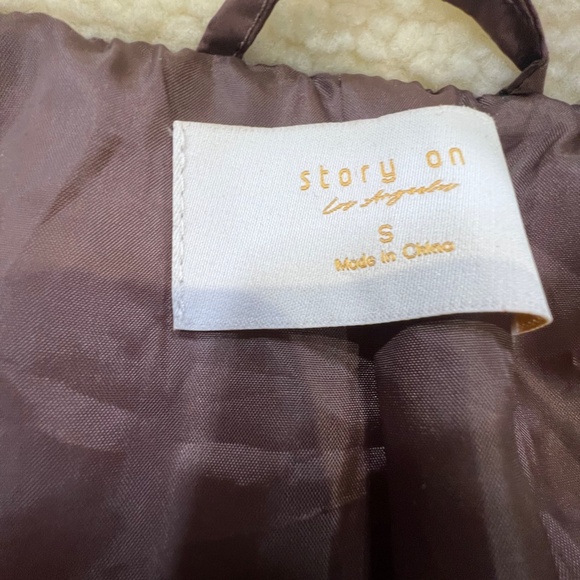 story on
Los Angeles
S
Made in China